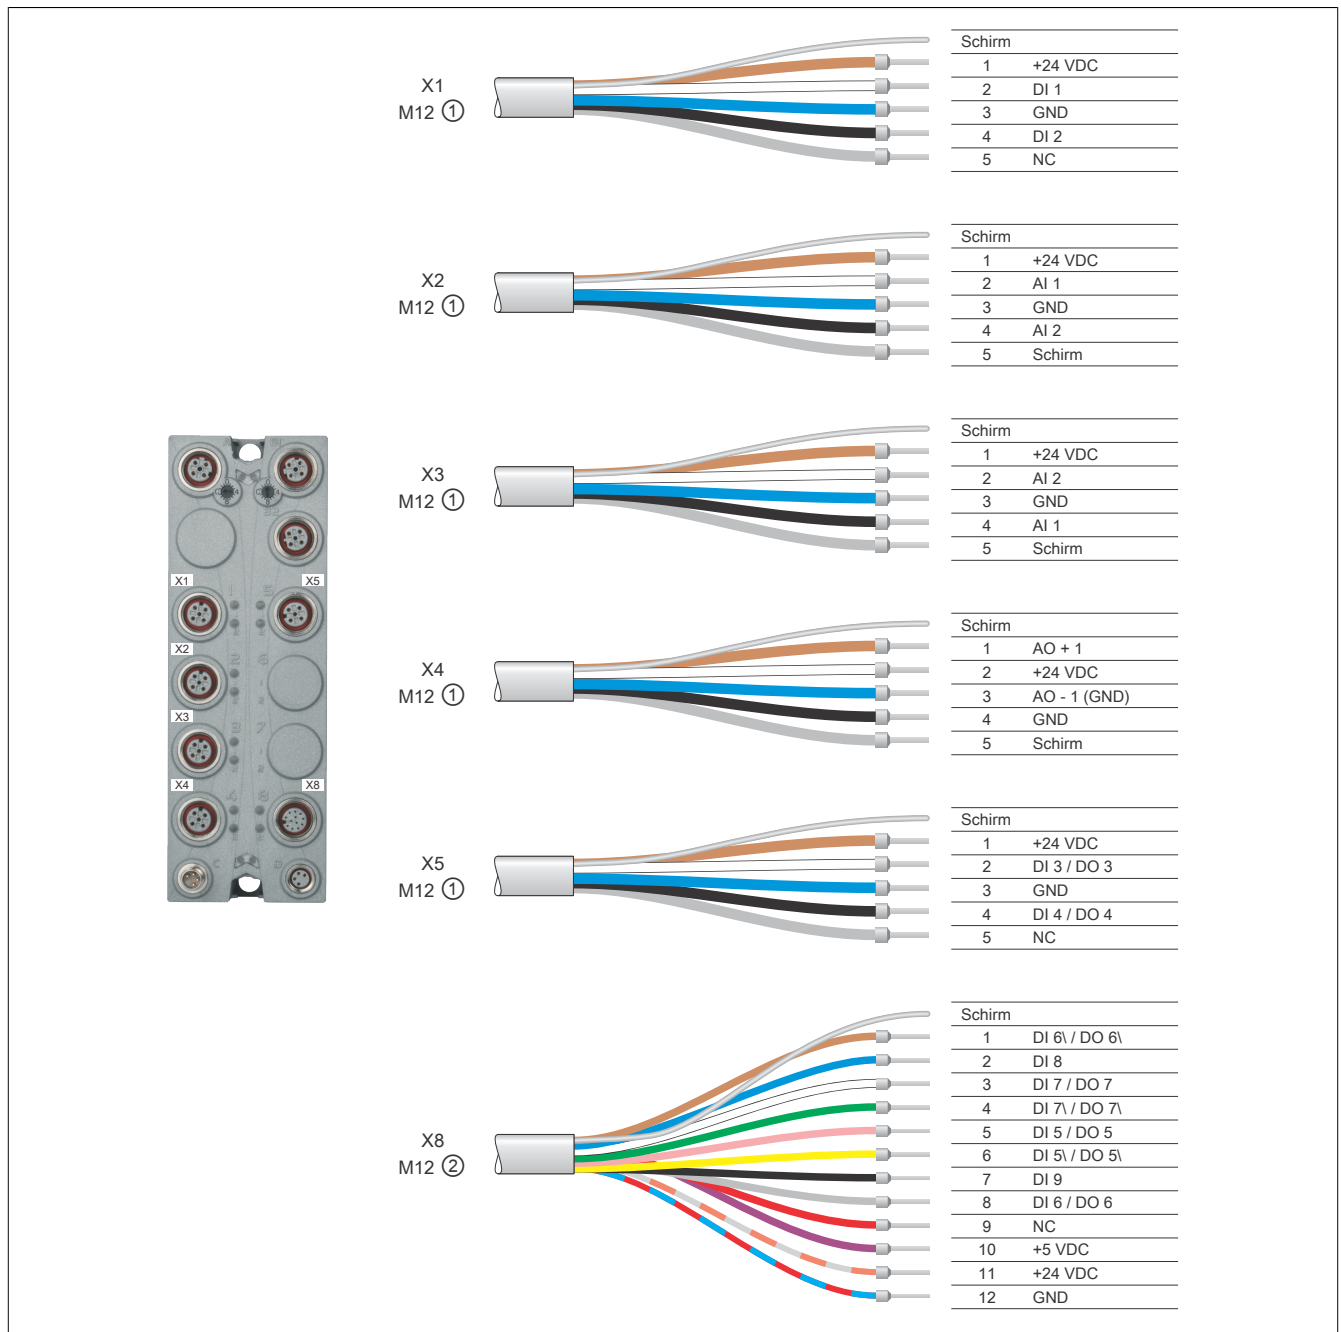 X1
M12 ①
Schirm
1 +24 VDC
2 DI 1
3 GND
4 DI 2
5 NC
X2
M12 ①
Schirm
1 +24 VDC
2 AI 1
3 GND
4 AI 2
5 Schirm
X3
M12 ①
Schirm
1 +24 VDC
2 AI 2
3 GND
4 AI 1
5 Schirm
X4
M12 ①
Schirm
1 AO + 1
2 +24 VDC
3 AO - 1 (GND)
4 GND
5 Schirm
X5
M12 ①
Schirm
1 +24 VDC
2 DI 3 / DO 3
3 GND
4 DI 4 / DO 4
5 NC
X8
M12 ②
Schirm
1 DI 6\ / DO 6\
2 DI 8
3 DI 7 / DO 7
4 DI 7\ / DO 7\
5 DI 5 / DO 5
6 DI 5\ / DO 5\
7 DI 9
8 DI 6 / DO 6
9 NC
10 +5 VDC
11 +24 VDC
12 GND
X1 X5
X2
X3
X4 X8